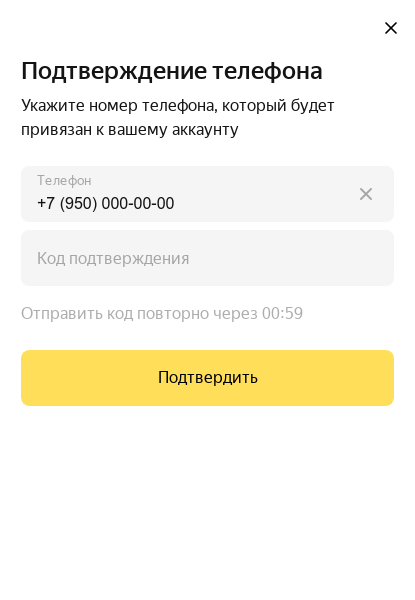 Подтверждение телефона
Укажите номер телефона, который будет
привязан к вашему аккаунту
Телефон
+7 (950) 000-00-00
Код подтверждения
Отправить код повторно через 00:59
Подтвердить